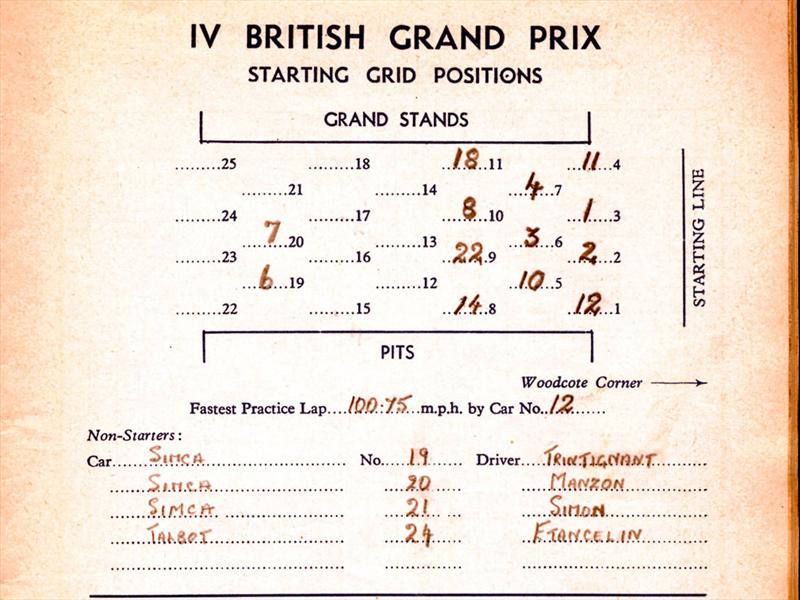 IV BRITISH GRAND PRIX
STARTING GRID POSITIONS
GRAND STANDS
.........25 .........18 18 11 11 4
.........21 .........14 4 7
.........24 .........17 8 10 1 3
7 20 .........13 3 6
.........23 .........16 22 9 2 2
6 19 .........12 10 5
.........22 .........15 14 8 12 1
STARTING LINE
PITS
Woodcote Corner
Fastest Practice Lap....100.75 m.p.h. by Car No..12
Non-Starters:
Car SIMCA No. 19 Driver TRINTIGNANT
SIMCA 20 MANZON
SIMCA 21 SIMON
TALBOT 24 ETANCELIN